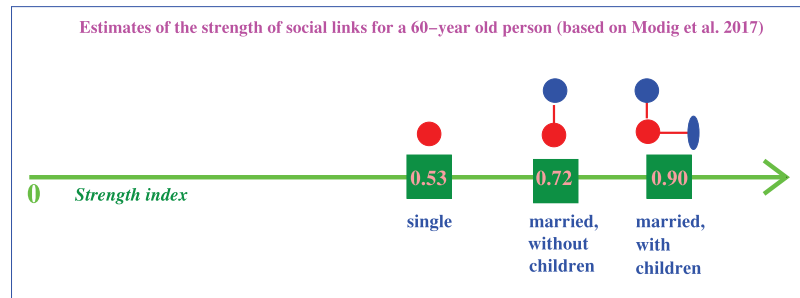 Estimates of the strength of social links for a 60−year old person (based on Modig et al. 2017)
0.53
0.72
0.90
0
Strength index
single
married,
without
children
married,
with
children